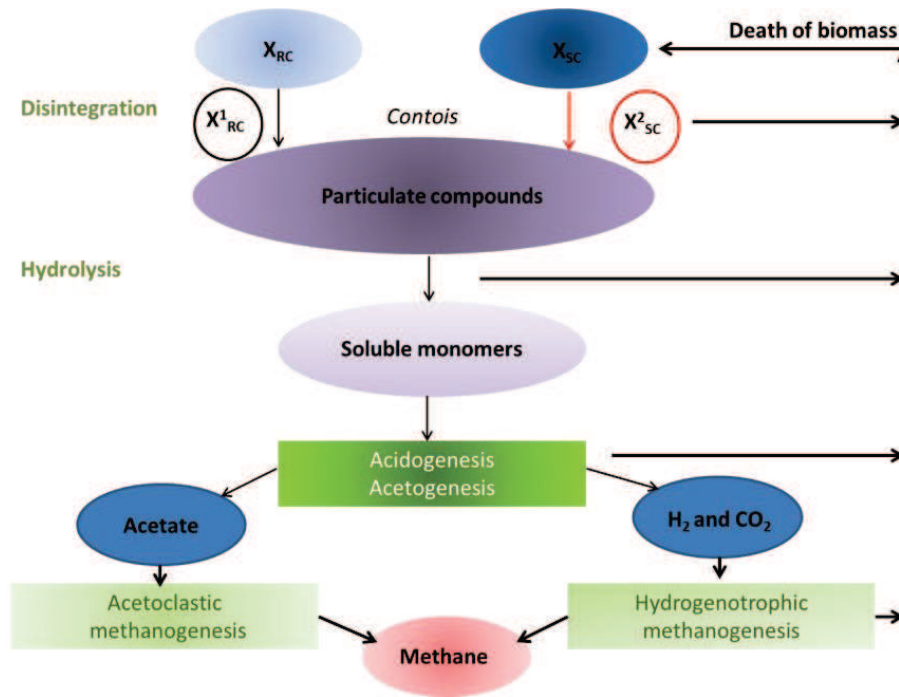 X_RC
X_SC
Death of biomass
Disintegration
X¹_RC
Contois
X²_SC
Particulate compounds
Hydrolysis
Soluble monomers
Acidogenesis
Acetogenesis
Acetate
H₂ and CO₂
Acetoclastic
methanogenesis
Hydrogenotrophic
methanogenesis
Methane